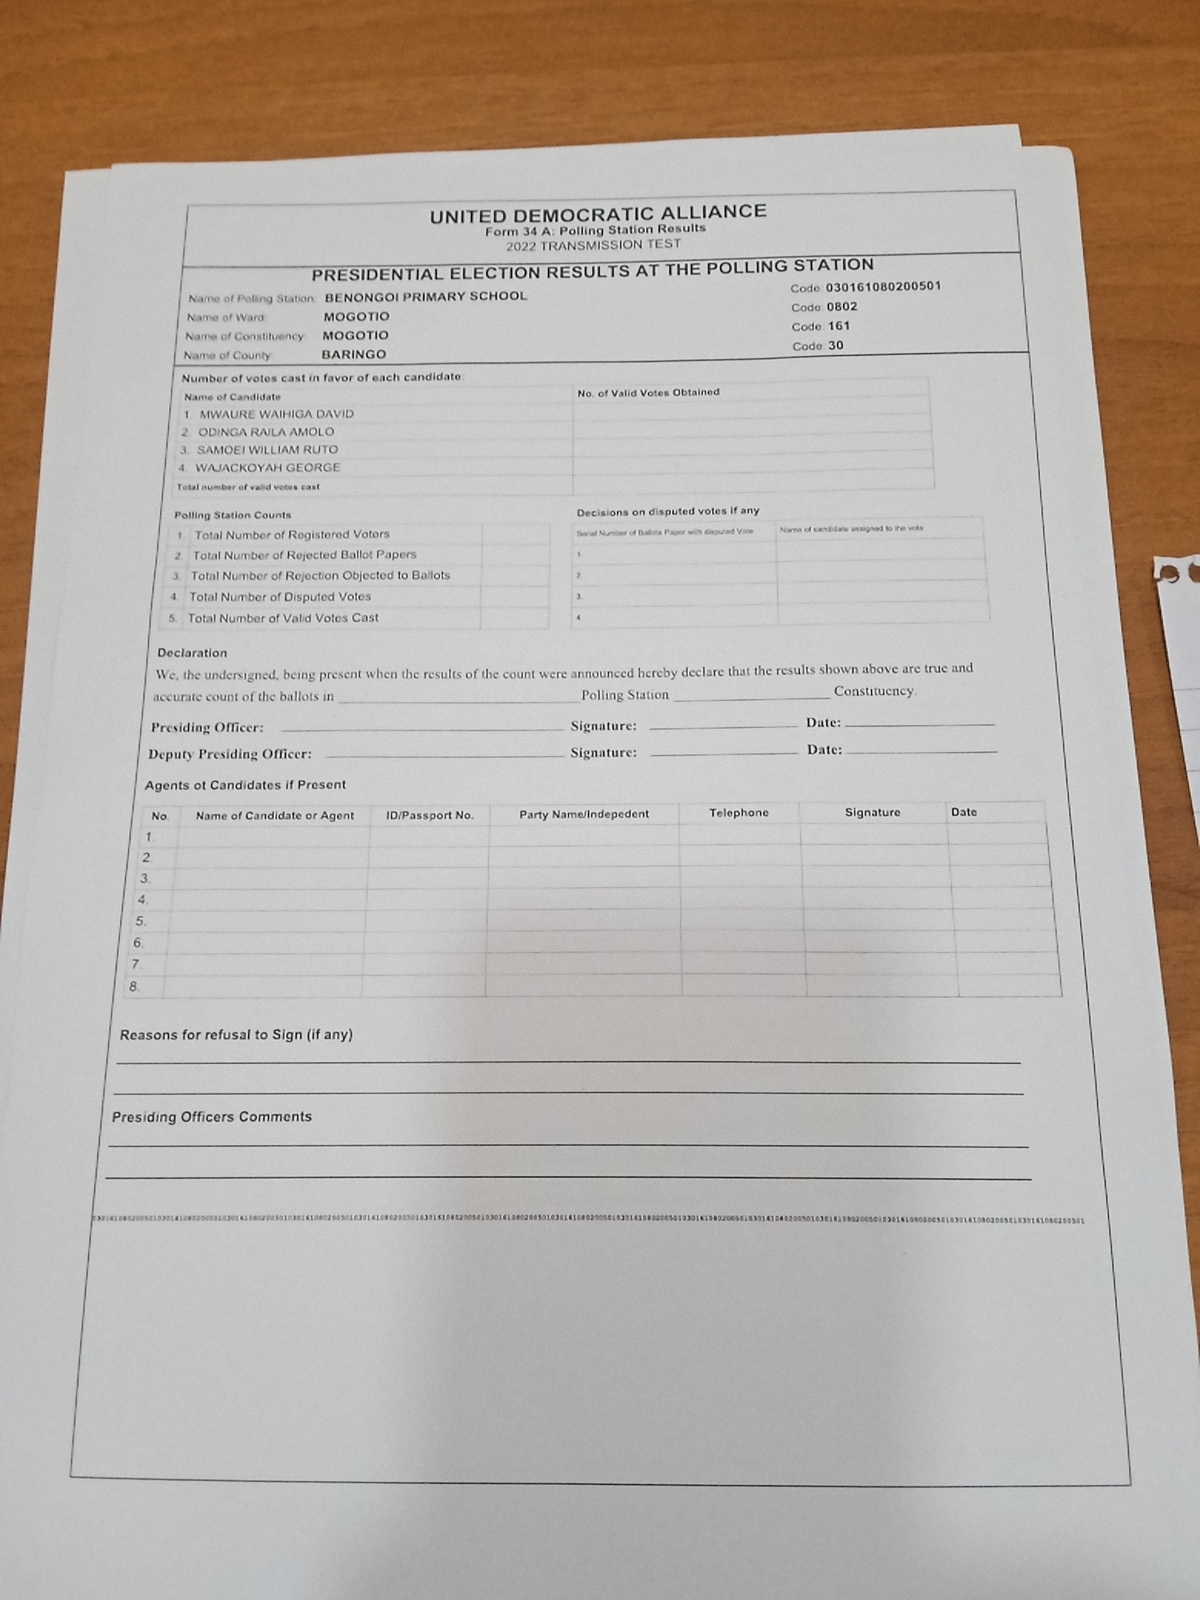 UNITED DEMOCRATIC ALLIANCE
Form 34 A: Polling Station Results
2022 TRANSMISSION TEST
PRESIDENTIAL ELECTION RESULTS AT THE POLLING STATION
Name of Polling Station: BENONGOI PRIMARY SCHOOL Code: 030161080200501
Name of Ward: MOGOTIO Code: 0802
Name of Constituency: MOGOTIO Code: 161
Name of County: BARINGO Code: 30
Number of votes cast in favor of each candidate:
Name of Candidate No. of Valid Votes Obtained
1. MWAURE WAIHIGA DAVID
2. ODINGA RAILA AMOLO
3. SAMOEI WILLIAM RUTO
4. WAJACKOYAH GEORGE
Total number of valid votes cast
Polling Station Counts
1. Total Number of Registered Voters
2. Total Number of Rejected Ballot Papers
3. Total Number of Rejection Objected to Ballots
4. Total Number of Disputed Votes
5. Total Number of Valid Votes Cast
Decisions on disputed votes if any
Serial Number of Ballots Paper with disputed Vote Name of candidate assigned to the vote
1.
2.
3.
4.
Declaration
We, the undersigned, being present when the results of the count were announced hereby declare that the results shown above are true and
accurate count of the ballots in Polling Station Constituency.
Presiding Officer: Signature: Date:
Deputy Presiding Officer: Signature: Date:
Agents ot Candidates if Present
No. Name of Candidate or Agent ID/Passport No. Party Name/Indepedent Telephone Signature Date
1.
2.
3.
4.
5.
6.
7.
8.
Reasons for refusal to Sign (if any)
Presiding Officers Comments